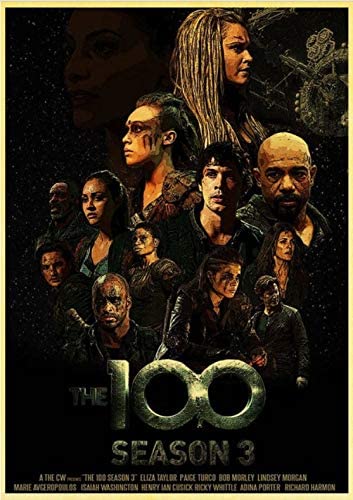 THE 100
SEASON 3
A THE CW PRESENTS "THE 100 SEASON 3" ELIZA TAYLOR PAIGE TURCO BOB MORLEY LINDSEY MORGAN
MARIE AVGEROPOULOS ISAIAH WASHINGTON HENRY IAN CUSICK RICKY WHITTLE ADINA PORTER RICHARD HARMON